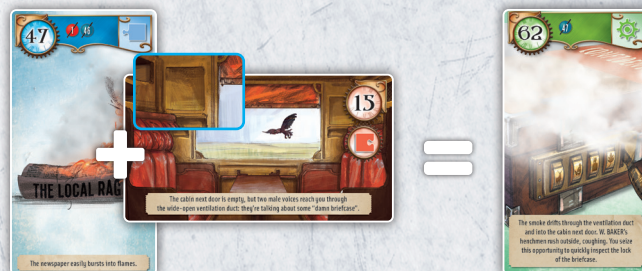 47
1
46
THE LOCAL RAG
The newspaper easily bursts into flames.
15
The cabin next door is empty, but two male voices reach you through
the wide-open ventilation duct: they're talking about some "damn briefcase".
62
47
The smoke drifts through the ventilation duct
and into the cabin next door. W. BAKER's
henchmen rush outside, coughing. You seize
this opportunity to quickly inspect the lock
of the briefcase.